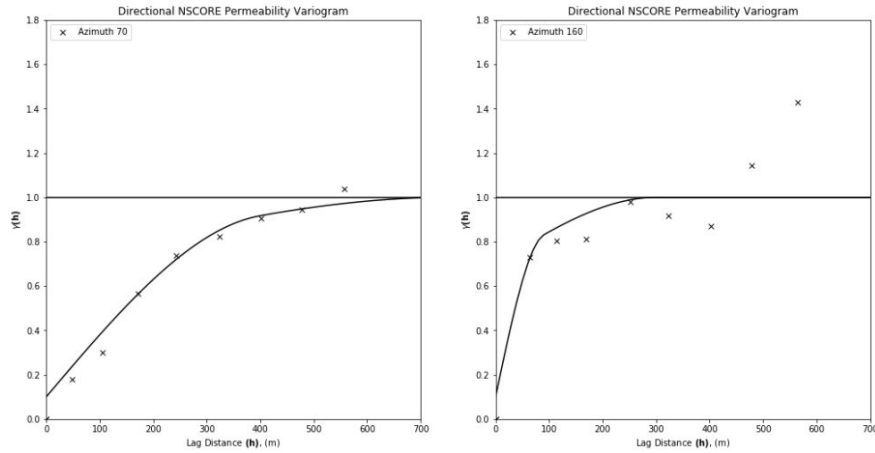 Directional NSCORE Permeability Variogram
× Azimuth 70
1.8
1.6
1.4
1.2
1.0
0.8
0.6
0.4
0.2
0.0
γ(h)
0 100 200 300 400 500 600 700
Lag Distance (h), (m)
Directional NSCORE Permeability Variogram
× Azimuth 160
1.8
1.6
1.4
1.2
1.0
0.8
0.6
0.4
0.2
0.0
γ(h)
0 100 200 300 400 500 600 700
Lag Distance (h), (m)